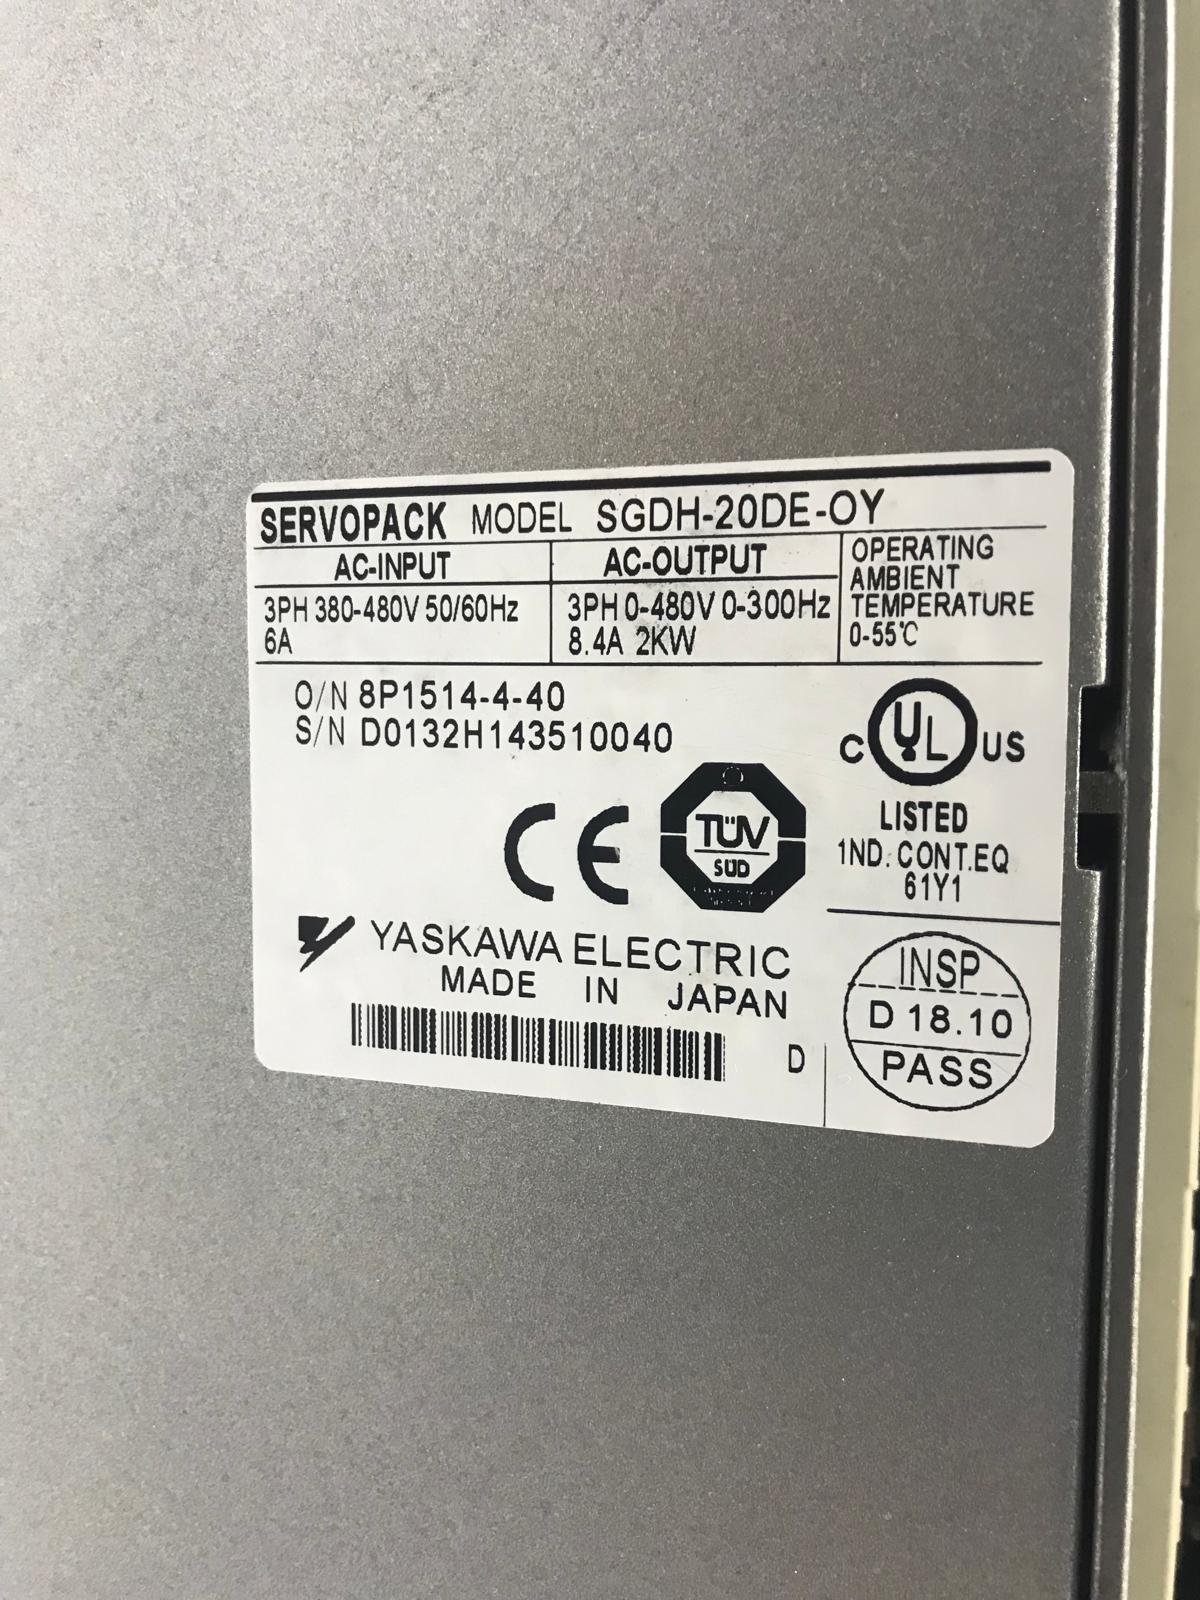 SERVOPACK MODEL SGDH-20DE-OY
AC-INPUT
3PH 380-480V 50/60Hz
6A
AC-OUTPUT
3PH 0-480V 0-300Hz
8.4A 2KW
OPERATING
AMBIENT
TEMPERATURE
0-55℃
O/N 8P1514-4-40
S/N D0132H143510040
C UL US
LISTED
1ND. CONT.EQ
61Y1
CE
TÜV
SÜD
YASKAWA ELECTRIC
MADE IN JAPAN
D
INSP
D 18.10
PASS